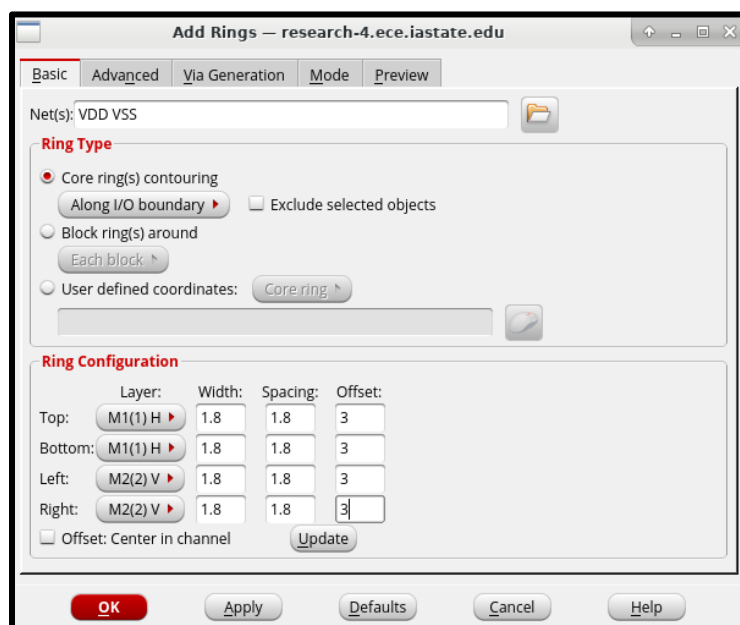 Add Rings — research-4.ece.iastate.edu
Basic Advanced Via Generation Mode Preview
Net(s): VDD VSS
Ring Type
Core ring(s) contouring
Along I/O boundary Exclude selected objects
Block ring(s) around
Each block
User defined coordinates: Core ring
Ring Configuration
Layer: Width: Spacing: Offset:
Top: M1(1) H 1.8 1.8 3
Bottom: M1(1) H 1.8 1.8 3
Left: M2(2) V 1.8 1.8 3
Right: M2(2) V 1.8 1.8 3
Offset: Center in channel Update
OK Apply Defaults Cancel Help